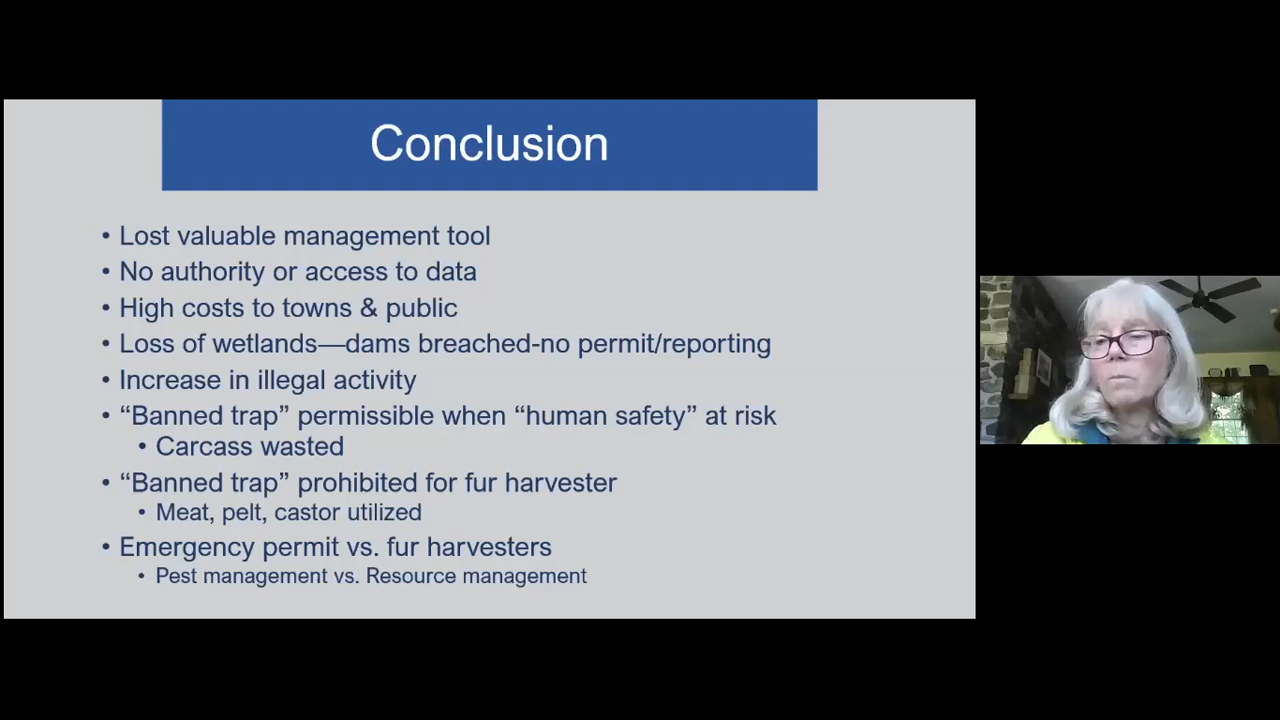 Conclusion
• Lost valuable management tool
• No authority or access to data
• High costs to towns & public
• Loss of wetlands—dams breached-no permit/reporting
• Increase in illegal activity
• “Banned trap” permissible when “human safety” at risk
• Carcass wasted
• “Banned trap” prohibited for fur harvester
• Meat, pelt, castor utilized
• Emergency permit vs. fur harvesters
• Pest management vs. Resource management